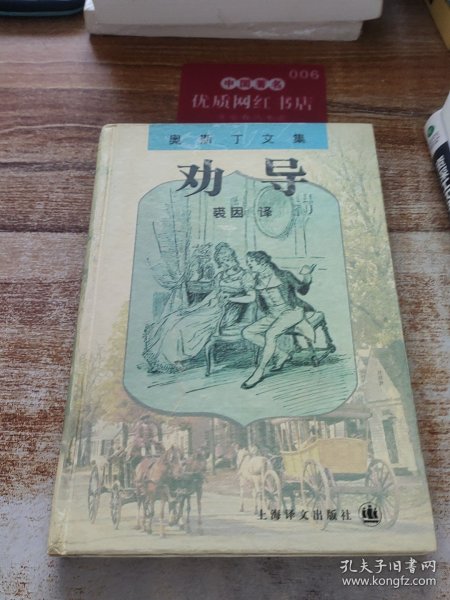 006
中国著名
优质网红书店
奥斯丁文集
劝导
裘因 译
上海译文出版社
孔夫子旧书网
www.kongfz.com